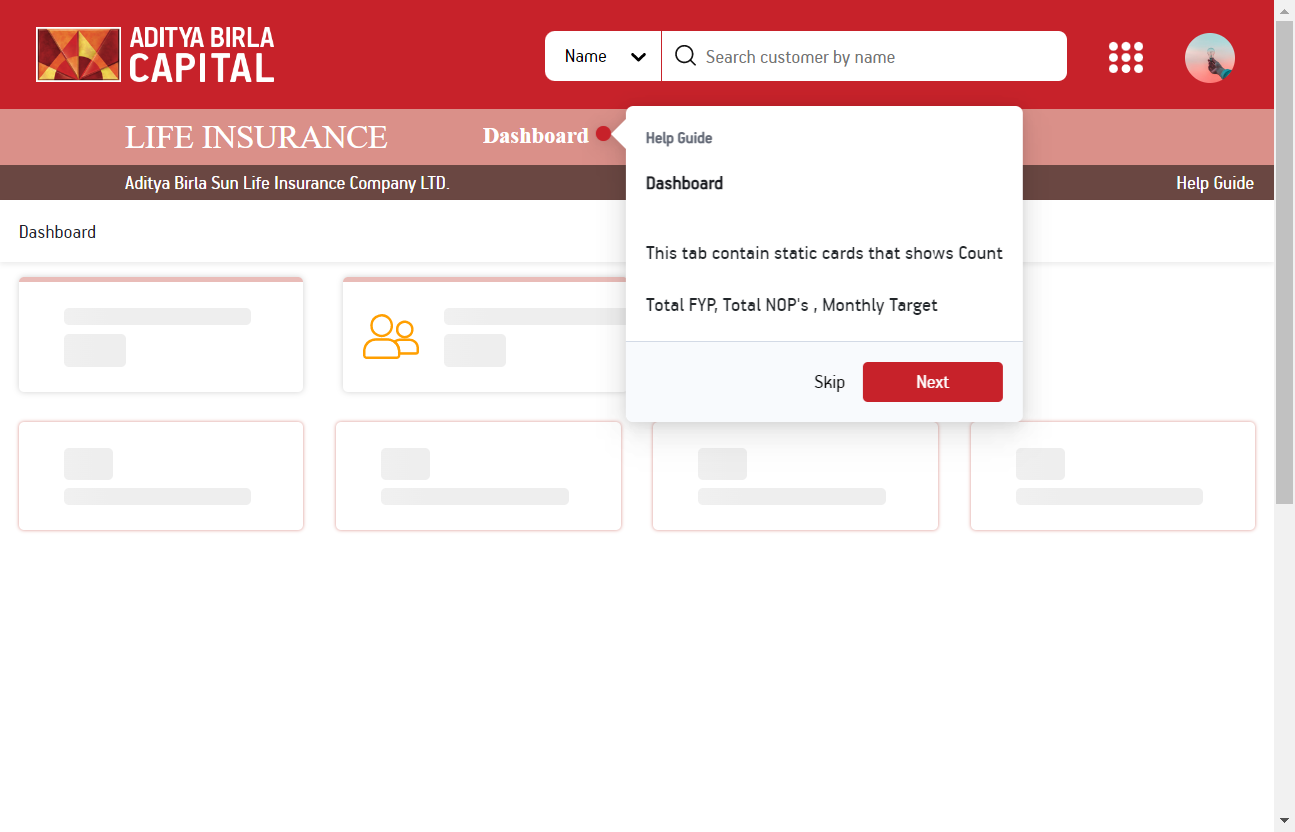 ADITYA BIRLA
CAPITAL
Name
Search customer by name
LIFE INSURANCE
Dashboard
Aditya Birla Sun Life Insurance Company LTD.
Help Guide
Dashboard
Help Guide
Dashboard
This tab contain static cards that shows Count
Total FYP, Total NOP's , Monthly Target
Skip
Next